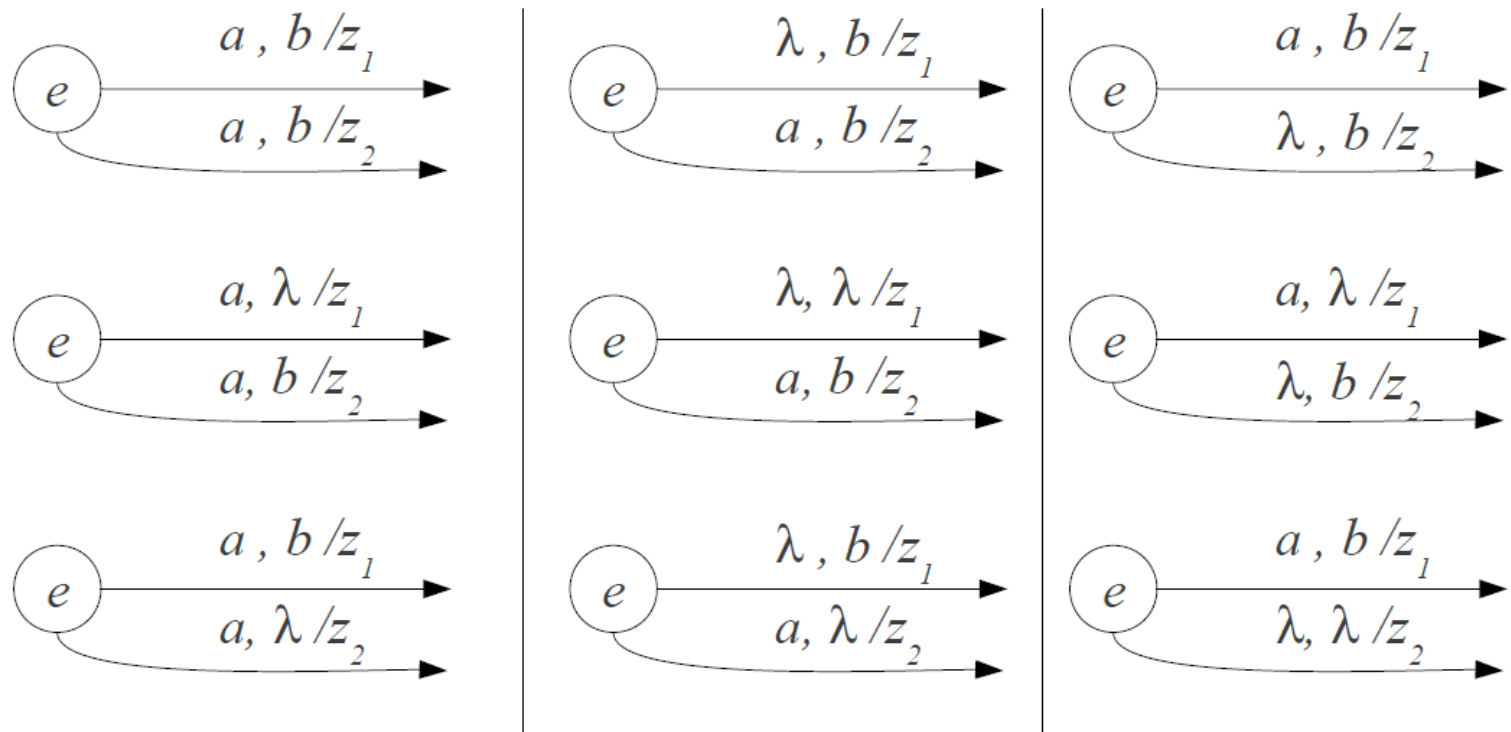 a , b /z₁ λ , b /z₁ a , b /z₁
e e e
a , b /z₂ a , b /z₂ λ , b /z₂
a, λ /z₁ λ, λ /z₁ a, λ /z₁
e e e
a, b /z₂ a, b /z₂ λ, b /z₂
a , b /z₁ λ , b /z₁ a , b /z₁
e e e
a, λ /z₂ a, λ /z₂ λ, λ /z₂